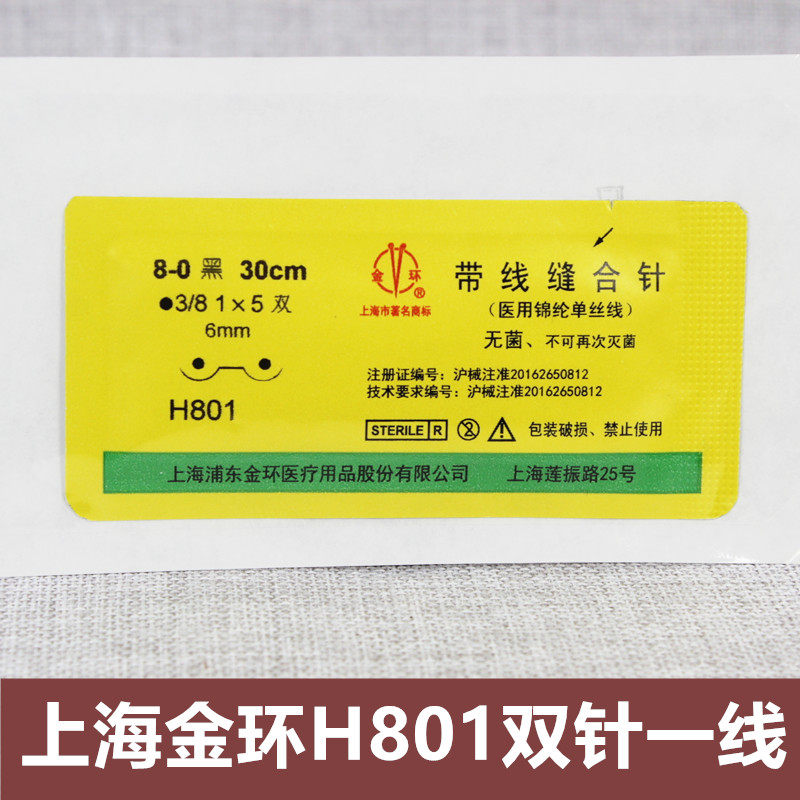 8-0 黑 30cm
●3/8 1×5 双
6mm
H801
金 环®
上海市著名商标
带线缝合针
（医用锦纶单丝线）
无菌、不可再次灭菌
注册证编号：沪械注准20162650812
技术要求编号：沪械注准20162650812
STERILE R
包装破损、禁止使用
上海浦东金环医疗用品股份有限公司 上海莲振路25号
上海金环H801双针一线